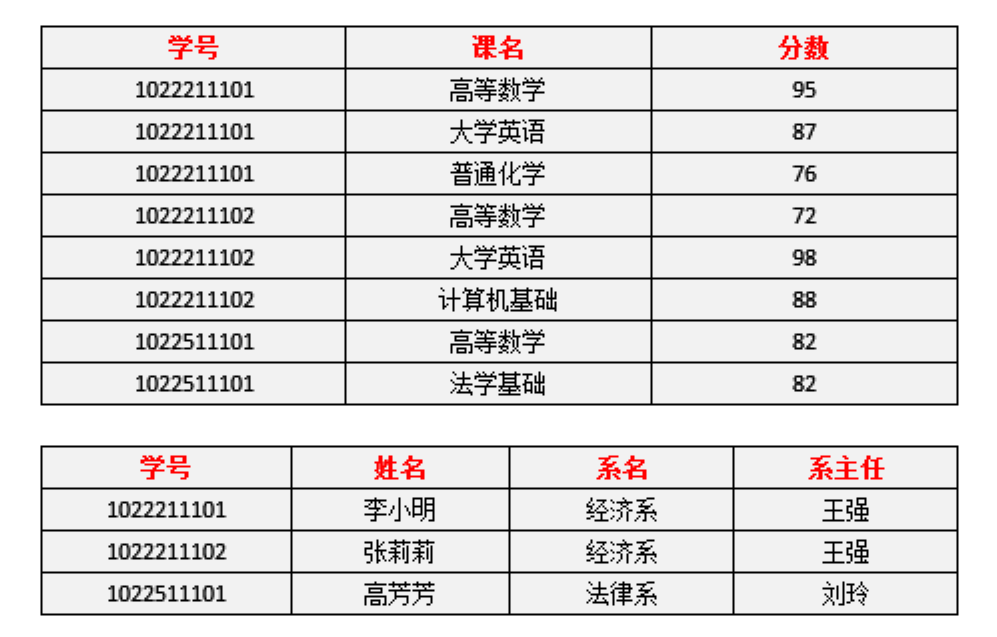 学号 课名 分数
1022211101 高等数学 95
1022211101 大学英语 87
1022211101 普通化学 76
1022211102 高等数学 72
1022211102 大学英语 98
1022211102 计算机基础 88
1022511101 高等数学 82
1022511101 法学基础 82
学号 姓名 系名 系主任
1022211101 李小明 经济系 王强
1022211102 张莉莉 经济系 王强
1022511101 高芳芳 法律系 刘玲